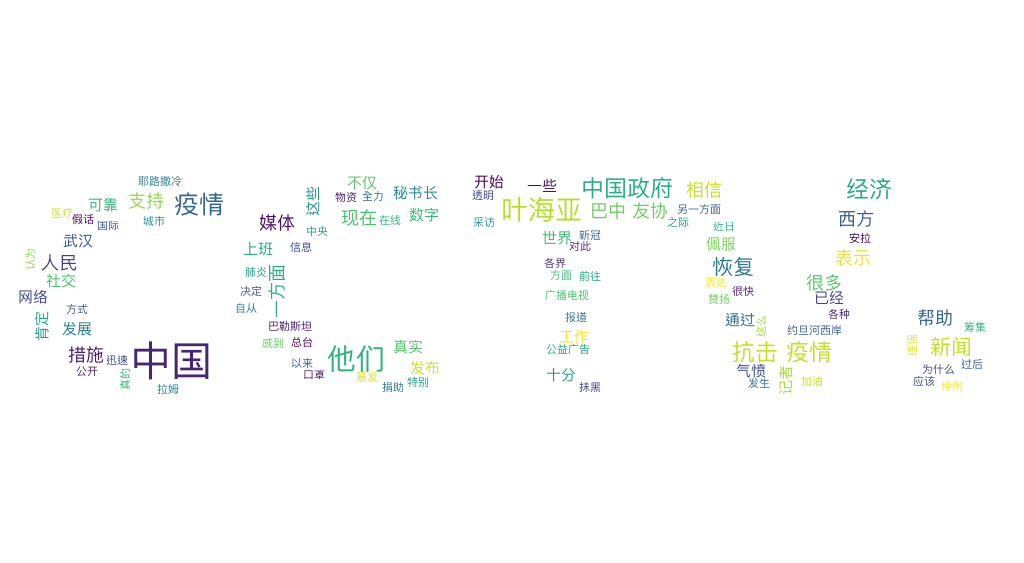 耶路撒冷
支持
疫情
可靠
医疗
假话
国际
城市
武汉
认为
人民
社交
网络
方式
肯定
发展
措施
迅速
公开
真的
中国
拉姆
不仅
这些
物资
全力
秘书长
媒体
现在
在线
数字
中央
上班
信息
肺炎
一方面
决定
自从
巴勒斯坦
感到
总台
他们
真实
以来
口罩
暴发
发布
捐助
特别
开始
一些
透明
中国政府
相信
叶海亚
巴中
友协
另一方面
采访
之际
近日
世界
新冠
对此
佩服
各界
方面
前往
恢复
表达
很快
广播电视
赞扬
报道
通过
这么
工作
公益广告
抗击
疫情
十分
抹黑
气愤
发生
记者
加油
经济
西方
安拉
表示
很多
已经
各种
约旦河西岸
帮助
筹集
遗留
新闻
过后
为什么
应该
伶俐